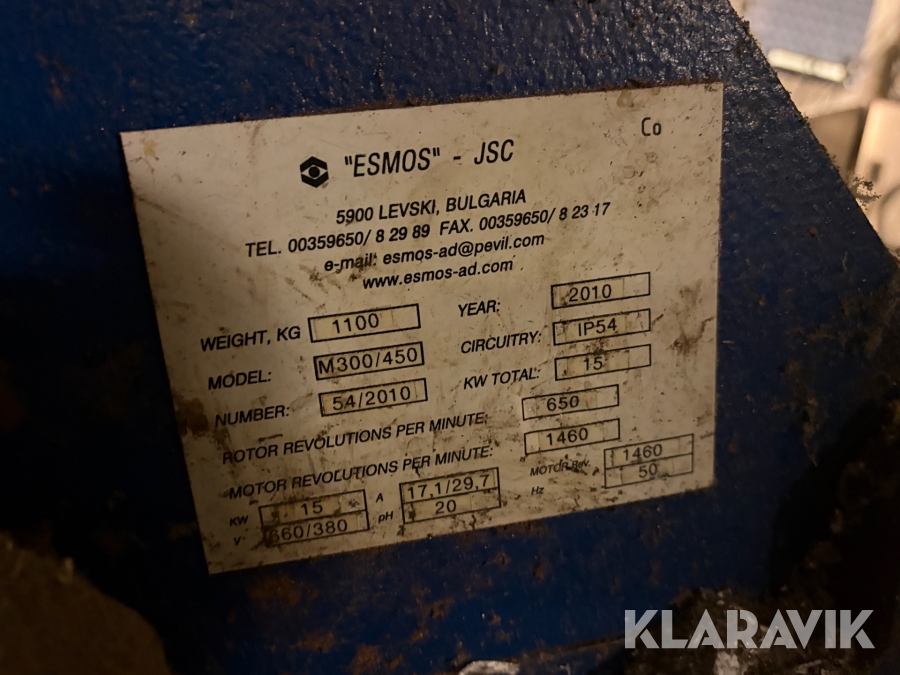 Co
"ESMOS" - JSC
5900 LEVSKI, BULGARIA
TEL. 00359650/ 8 29 89 FAX. 00359650/ 8 23 17
e-mail: esmos-ad@pevil.com
www.esmos-ad.com
WEIGHT, KG 1100 YEAR: 2010
MODEL: M300/450 CIRCUITRY: IP54
NUMBER: 54/2010 KW TOTAL: 15
ROTOR REVOLUTIONS PER MINUTE: 650
MOTOR REVOLUTIONS PER MINUTE: 1460
KW 15 A 17,1/29,7 MOTOR Rev. 1460
V 660/380 pH 20 Hz 50
KLARAVIK